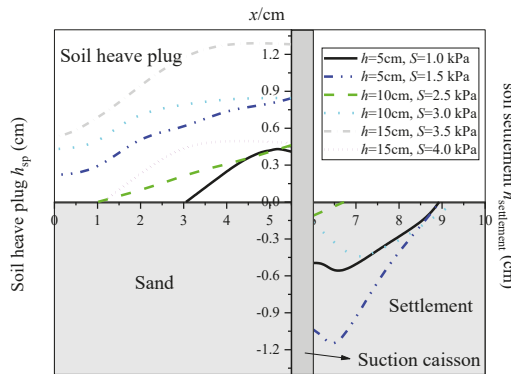 x/cm
Soil heave plug
h=5cm, S=1.0 kPa
h=5cm, S=1.5 kPa
h=10cm, S=2.5 kPa
h=10cm, S=3.0 kPa
h=15cm, S=3.5 kPa
h=15cm, S=4.0 kPa
1.2
0.9
0.6
0.3
0.0
-0.3
-0.6
-0.9
-1.2
0 1 2 3 4 5 6 7 8 9 10
Soil heave plug hsp (cm)
soil settlement hsettlement (cm)
Sand
Settlement
Suction caisson